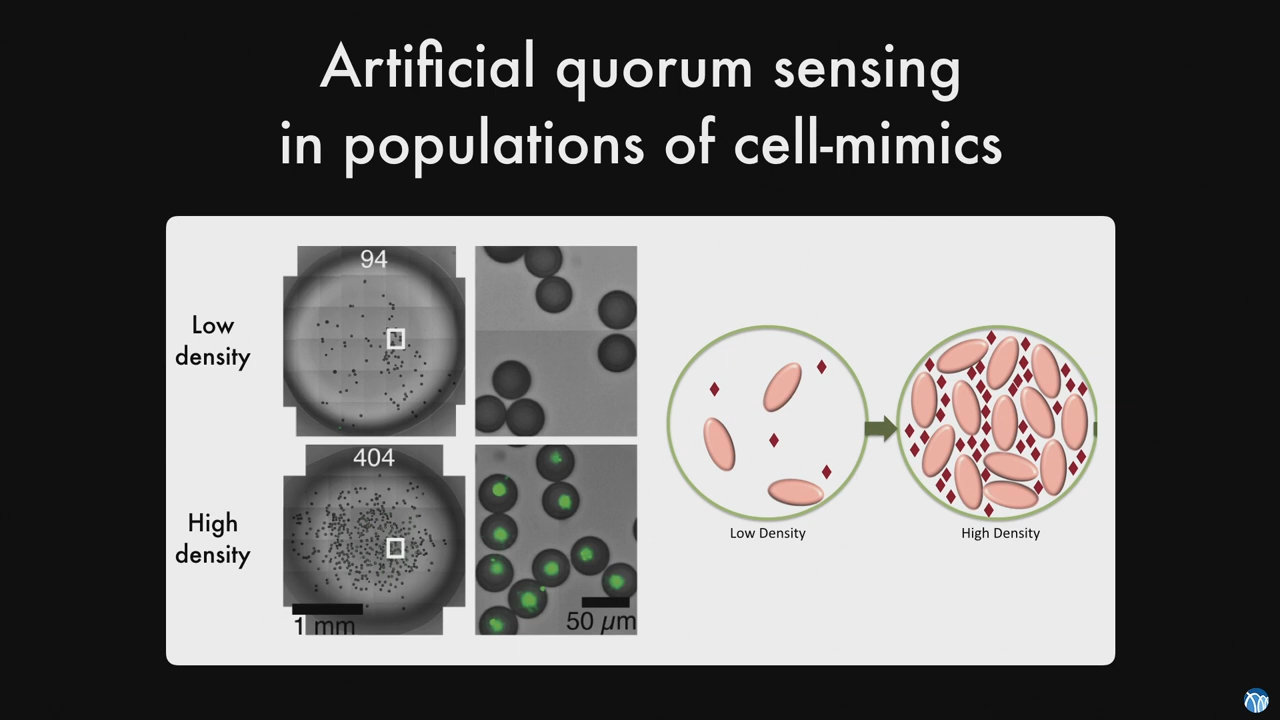 Artificial quorum sensing
in populations of cell-mimics
Low
density
94
High
density
404
1 mm
50 µm
Low Density
High Density